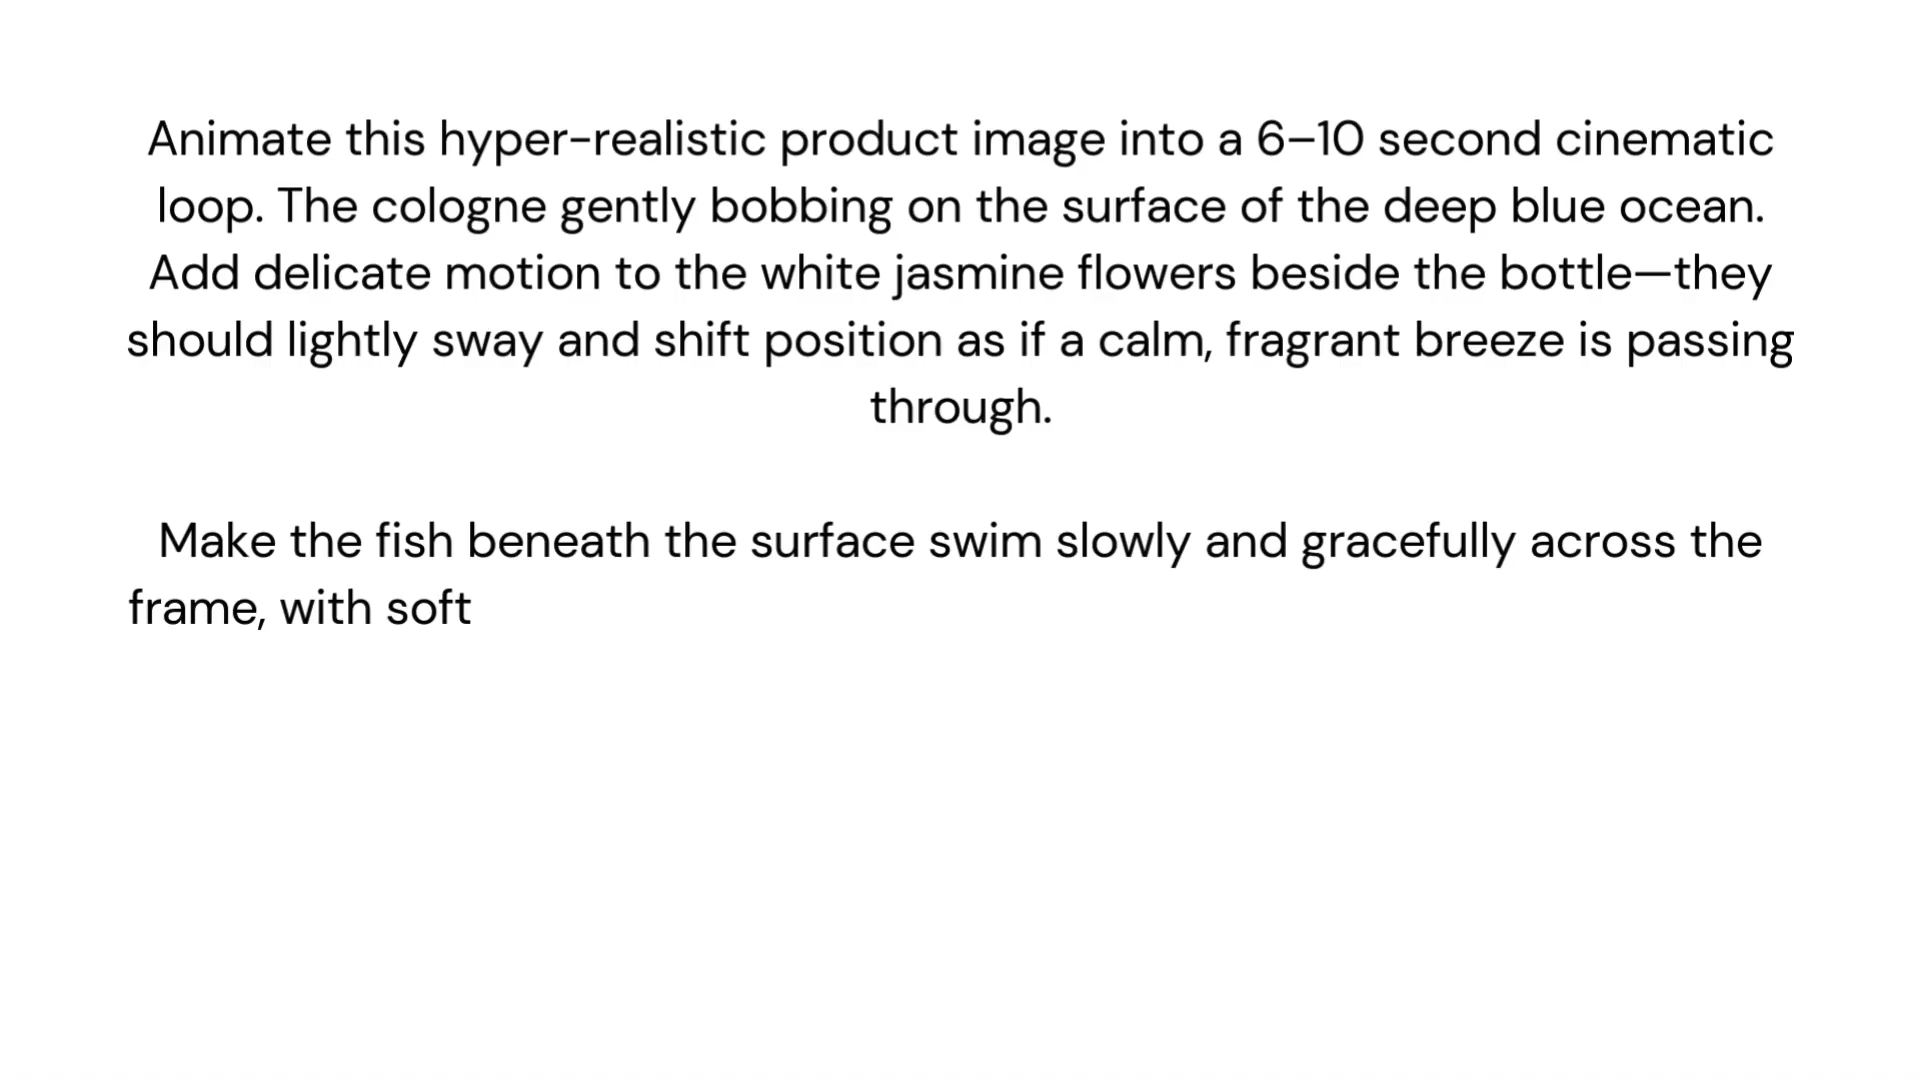 Animate this hyper-realistic product image into a 6–10 second cinematic
loop. The cologne gently bobbing on the surface of the deep blue ocean.
Add delicate motion to the white jasmine flowers beside the bottle—they
should lightly sway and shift position as if a calm, fragrant breeze is passing
through.
Make the fish beneath the surface swim slowly and gracefully across the
frame, with soft